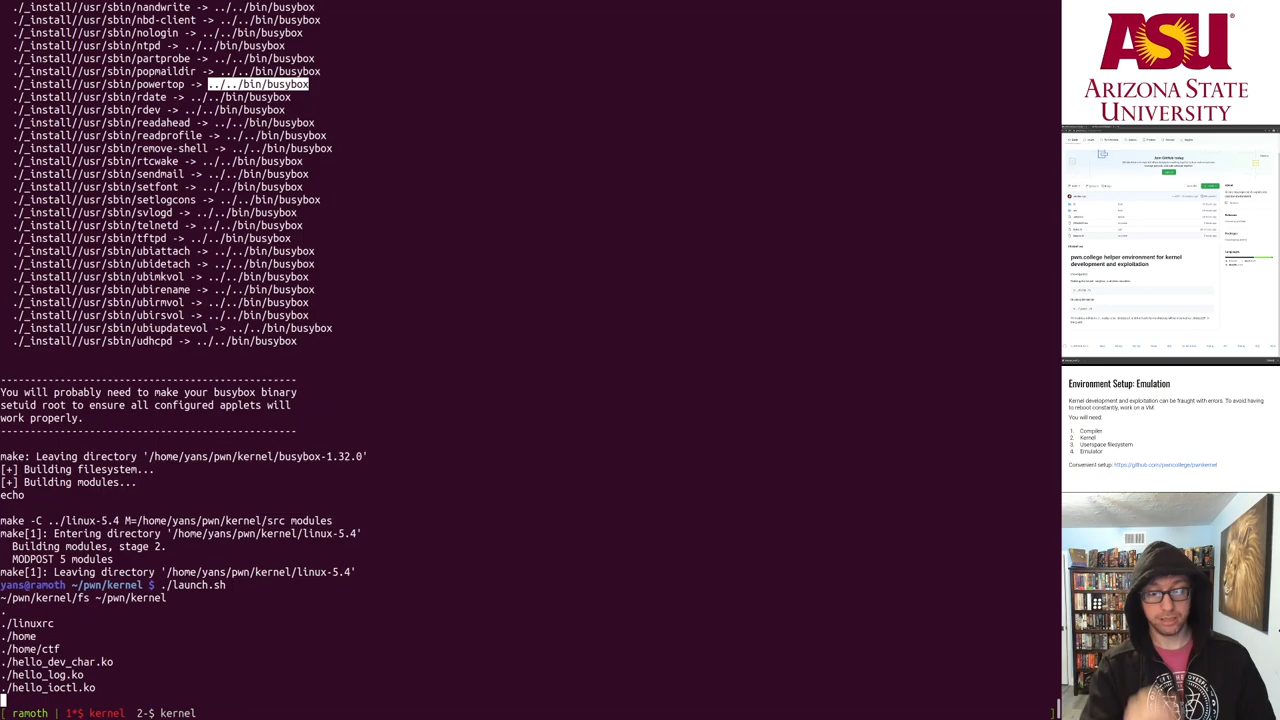 ./_install//usr/sbin/nandwrite -> ../../bin/busybox
./_install//usr/sbin/nbd-client -> ../../bin/busybox
./_install//usr/sbin/nologin -> ../../bin/busybox
./_install//usr/sbin/ntpd -> ../../bin/busybox
./_install//usr/sbin/partprobe -> ../../bin/busybox
./_install//usr/sbin/popmaildir -> ../../bin/busybox
./_install//usr/sbin/powertop -> ../../bin/busybox
./_install//usr/sbin/rdate -> ../../bin/busybox
./_install//usr/sbin/rdev -> ../../bin/busybox
./_install//usr/sbin/readahead -> ../../bin/busybox
./_install//usr/sbin/readprofile -> ../../bin/busybox
./_install//usr/sbin/remove-shell -> ../../bin/busybox
./_install//usr/sbin/rtcwake -> ../../bin/busybox
./_install//usr/sbin/sendmail -> ../../bin/busybox
./_install//usr/sbin/setfont -> ../../bin/busybox
./_install//usr/sbin/setlogcons -> ../../bin/busybox
./_install//usr/sbin/svlogd -> ../../bin/busybox
./_install//usr/sbin/telnetd -> ../../bin/busybox
./_install//usr/sbin/tftpd -> ../../bin/busybox
./_install//usr/sbin/ubiattach -> ../../bin/busybox
./_install//usr/sbin/ubidetach -> ../../bin/busybox
./_install//usr/sbin/ubimkvol -> ../../bin/busybox
./_install//usr/sbin/ubirename -> ../../bin/busybox
./_install//usr/sbin/ubirmvol -> ../../bin/busybox
./_install//usr/sbin/ubirsvol -> ../../bin/busybox
./_install//usr/sbin/ubiupdatevol -> ../../bin/busybox
./_install//usr/sbin/udhcpd -> ../../bin/busybox
--------------------------------------------------
You will probably need to make your busybox binary
setuid root to ensure all configured applets will
work properly.
--------------------------------------------------
make: Leaving directory '/home/yans/pwn/kernel/busybox-1.32.0'
[+] Building filesystem...
[+] Building modules...
echo
make -C ../linux-5.4 M=/home/yans/pwn/kernel/src modules
make[1]: Entering directory '/home/yans/pwn/kernel/linux-5.4'
Building modules, stage 2.
MODPOST 5 modules
make[1]: Leaving directory '/home/yans/pwn/kernel/linux-5.4'
yans@ramoth ~/pwn/kernel $ ./launch.sh
~/pwn/kernel/fs ~/pwn/kernel
.
./linuxrc
./home
./home/ctf
./hello_dev_char.ko
./hello_log.ko
./hello_ioctl.ko
[ ramoth | 1*$ kernel 2-$ kernel ]
ASU
ARIZONA STATE
UNIVERSITY
Join GitHub today
pwn.college helper environment for kernel
development and exploitation
Environment Setup: Emulation
Kernel development and exploitation can be fraught with errors. To avoid having
to reboot constantly, work on a VM.
You will need:
1. Compiler
2. Kernel
3. Userspace filesystem
4. Emulator
Convenient setup: https://github.com/pwncollege/pwnkernel